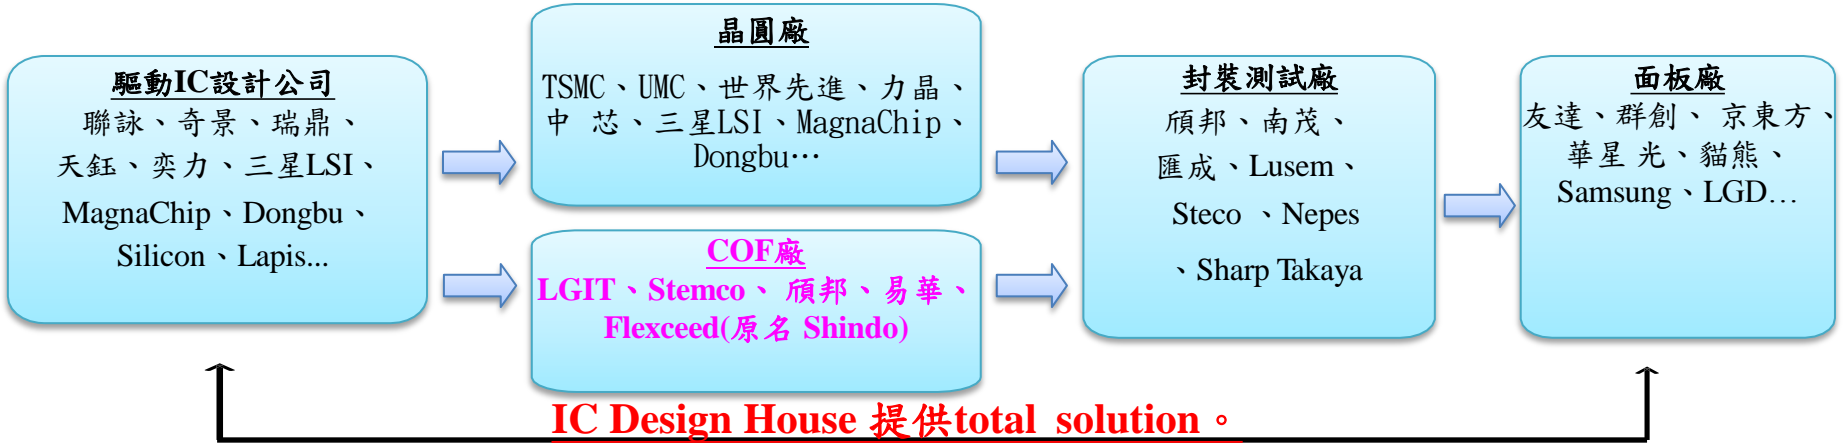 驅動IC設計公司
聯詠、奇景、瑞鼎、
天鈺、奕力、三星LSI、
MagnaChip、Dongbu、
Silicon、Lapis...
晶圓廠
TSMC、UMC、世界先進、力晶、
中 芯、三星LSI、MagnaChip、
Dongbu…
COF廠
LGIT、Stemco、 頎邦、易華、
Flexceed(原名 Shindo)
封裝測試廠
頎邦、南茂、
匯成、Lusem、
Steco 、Nepes
、Sharp Takaya
面板廠
友達、群創、 京東方、
華星 光、貓熊、
Samsung、LGD…
IC Design House 提供total solution。